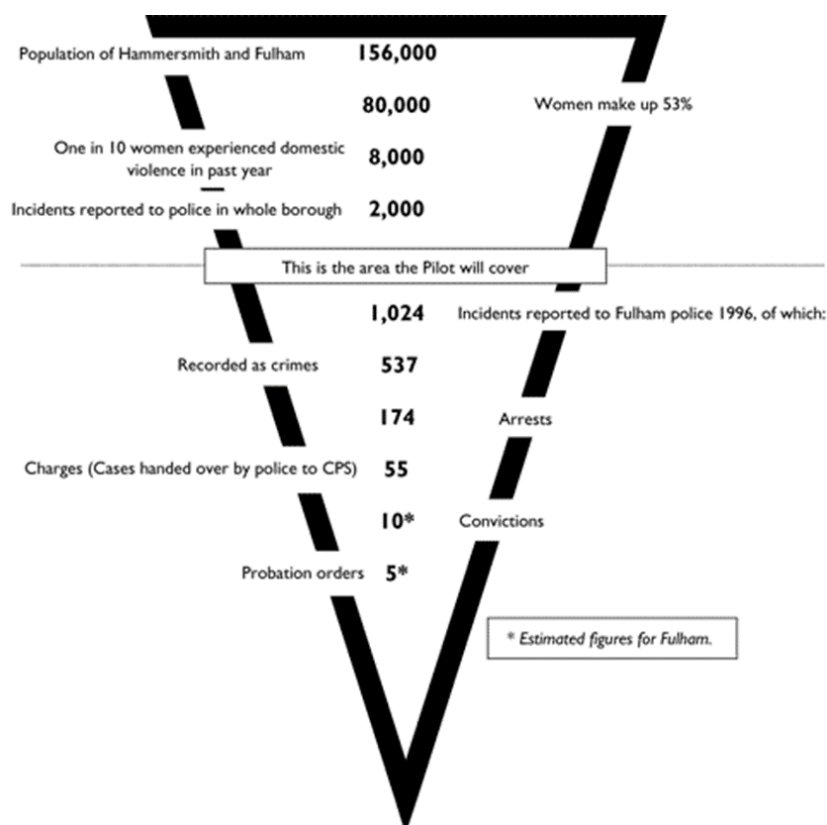 Population of Hammersmith and Fulham 156,000
80,000 Women make up 53%
One in 10 women experienced domestic
violence in past year 8,000
Incidents reported to police in whole borough 2,000
This is the area the Pilot will cover
1,024 Incidents reported to Fulham police 1996, of which:
Recorded as crimes 537
174 Arrests
Charges (Cases handed over by police to CPS) 55
10* Convictions
Probation orders 5*
* Estimated figures for Fulham.